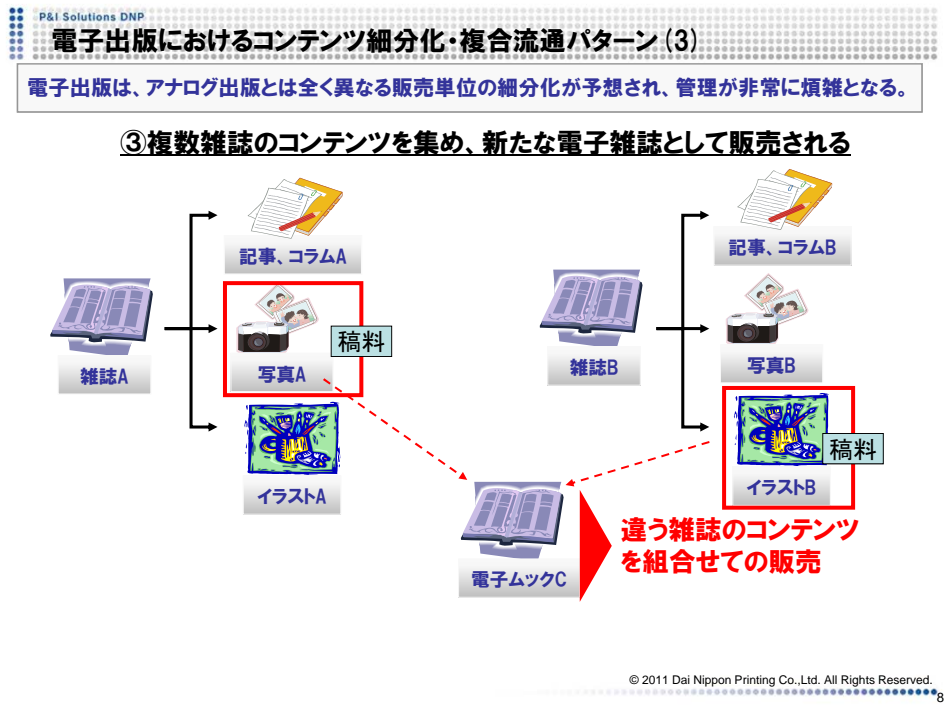 P&I Solutions DNP
電子出版におけるコンテンツ細分化・複合流通パターン(3)
電子出版は、アナログ出版とは全く異なる販売単位の細分化が予想され、管理が非常に煩雑となる。
③複数雑誌のコンテンツを集め、新たな電子雑誌として販売される
記事、コラムA
雑誌A
稿料
写真A
イラストA
記事、コラムB
雑誌B
写真B
稿料
イラストB
電子ムックC
違う雑誌のコンテンツ
を組合せての販売
© 2011 Dai Nippon Printing Co.,Ltd. All Rights Reserved.
8